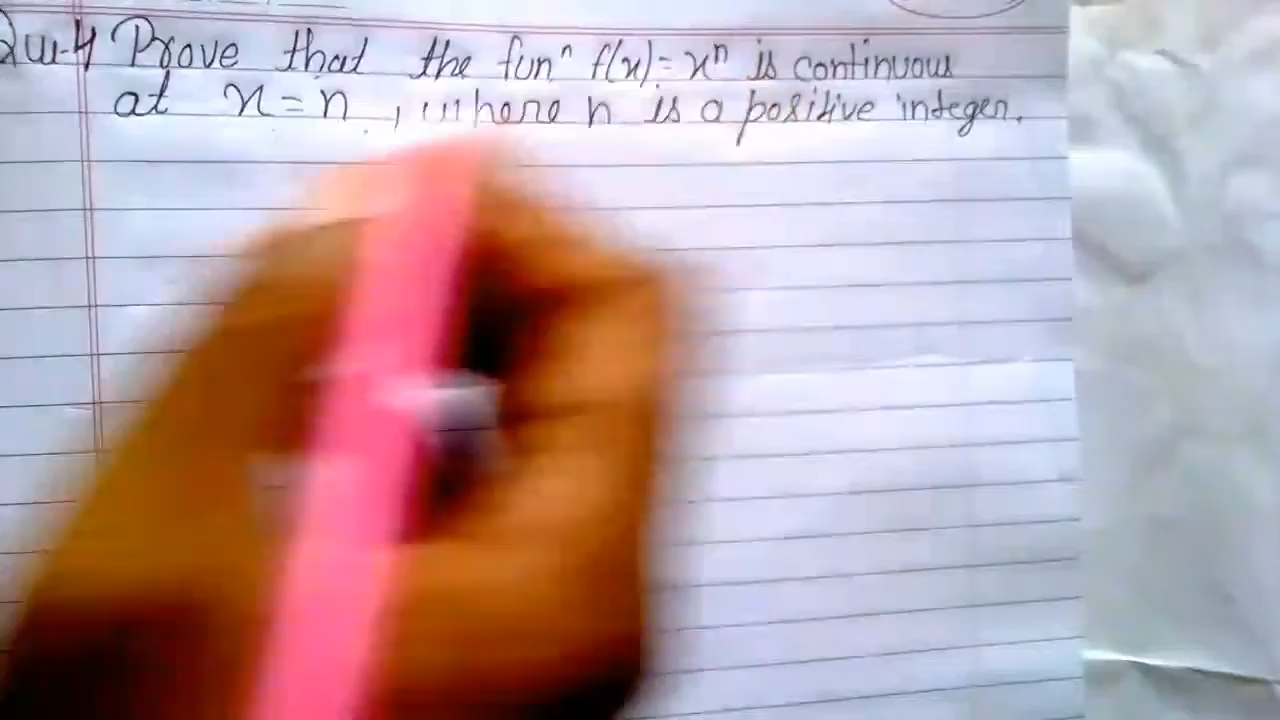 Qu-4 Prove that the funⁿ f(x)=xⁿ is continuous
at x=n, where n is a positive integer.